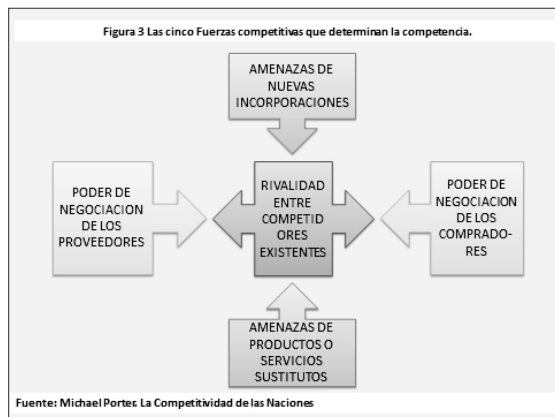 Figura 3 Las cinco Fuerzas competitivas que determinan la competencia.
AMENAZAS DE
NUEVAS
INCORPORACIONES
PODER DE
NEGOCIACION
DE LOS
PROVEEDORES
RIVALIDAD
ENTRE
COMPETID
ORES
EXISTENTES
PODER DE
NEGOCIACION
DE LOS
COMPRADO-
RES
AMENAZAS DE
PRODUCTOS O
SERVICIOS
SUSTITUTOS
Fuente: Michael Porter. La Competitividad de las Naciones